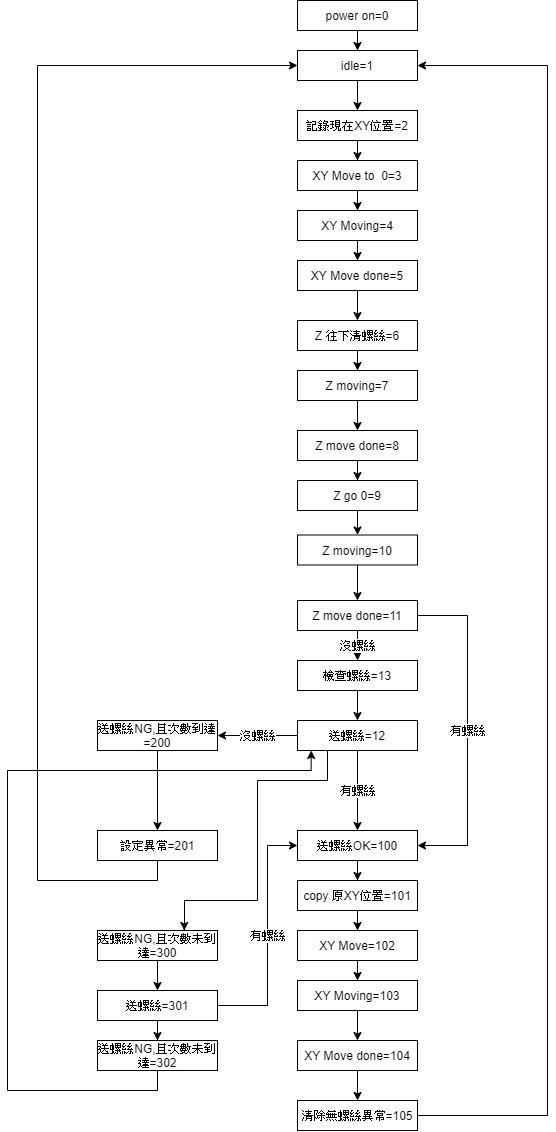 power on=0
idle=1
記錄現在XY位置=2
XY Move to  0=3
XY Moving=4
XY Move done=5
Z 往下清螺絲=6
Z moving=7
Z move done=8
Z go 0=9
Z moving=10
Z move done=11
沒螺絲
檢查螺絲=13
送螺絲NG,且次數到達
=200
沒螺絲
送螺絲=12
有螺絲
有螺絲
設定異常=201
送螺絲OK=100
copy 原XY位置=101
送螺絲NG,且次數未到
達=300
有螺絲
XY Move=102
送螺絲=301
XY Moving=103
送螺絲NG,且次數未到
達=302
XY Move done=104
清除無螺絲異常=105